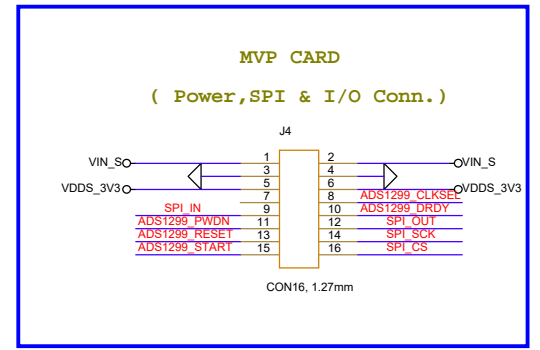 MVP CARD
( Power,SPI & I/O Conn.)
J4
VIN_S 1 2 VIN_S
3 4
VDDS_3V3 5 6 VDDS_3V3
7 8 ADS1299_CLKSEL
SPI_IN 9 10 ADS1299_DRDY
ADS1299_PWDN 11 12 SPI_OUT
ADS1299_RESET 13 14 SPI_SCK
ADS1299_START 15 16 SPI_CS
CON16, 1.27mm